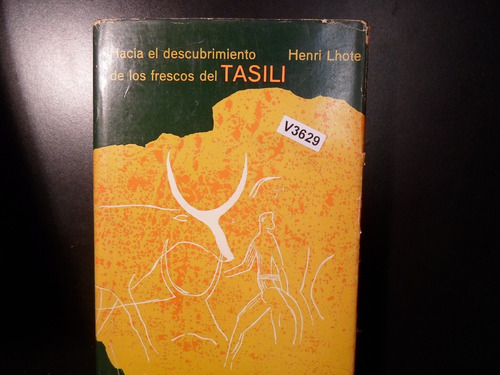 Hacia el descubrimiento Henri Lhote
de los frescos del TASILI
V3629